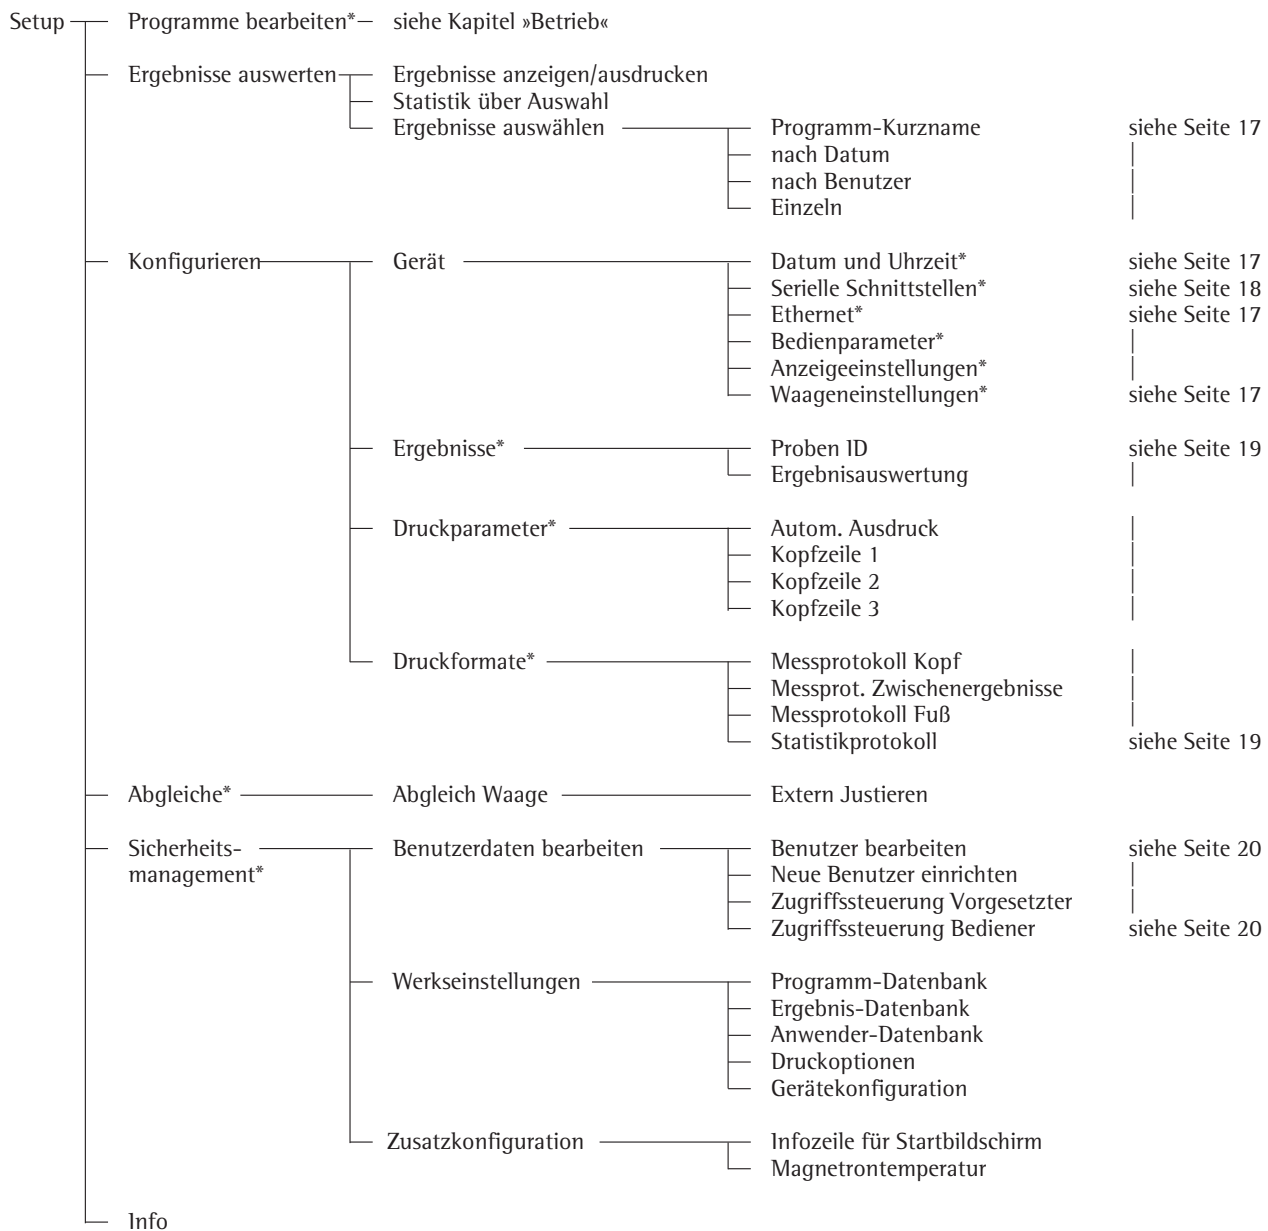 Setup Programme bearbeiten* siehe Kapitel »Betrieb«
Ergebnisse auswerten Ergebnisse anzeigen/ausdrucken
Statistik über Auswahl
Ergebnisse auswählen Programm-Kurzname siehe Seite 17
nach Datum
nach Benutzer
Einzeln
Konfigurieren Gerät Datum und Uhrzeit* siehe Seite 17
Serielle Schnittstellen* siehe Seite 18
Ethernet* siehe Seite 17
Bedienparameter*
Anzeigeeinstellungen*
Waageneinstellungen* siehe Seite 17
Ergebnisse* Proben ID siehe Seite 19
Ergebnisauswertung
Druckparameter* Autom. Ausdruck
Kopfzeile 1
Kopfzeile 2
Kopfzeile 3
Druckformate* Messprotokoll Kopf
Messprot. Zwischenergebnisse
Messprotokoll Fuß
Statistikprotokoll siehe Seite 19
Abgleiche* Abgleich Waage Extern Justieren
Sicherheits- Benutzerdaten bearbeiten Benutzer bearbeiten siehe Seite 20
management* Neue Benutzer einrichten
Zugriffssteuerung Vorgesetzter
Zugriffssteuerung Bediener siehe Seite 20
Werkseinstellungen Programm-Datenbank
Ergebnis-Datenbank
Anwender-Datenbank
Druckoptionen
Gerätekonfiguration
Zusatzkonfiguration Infozeile für Startbildschirm
Magnetrontemperatur
Info